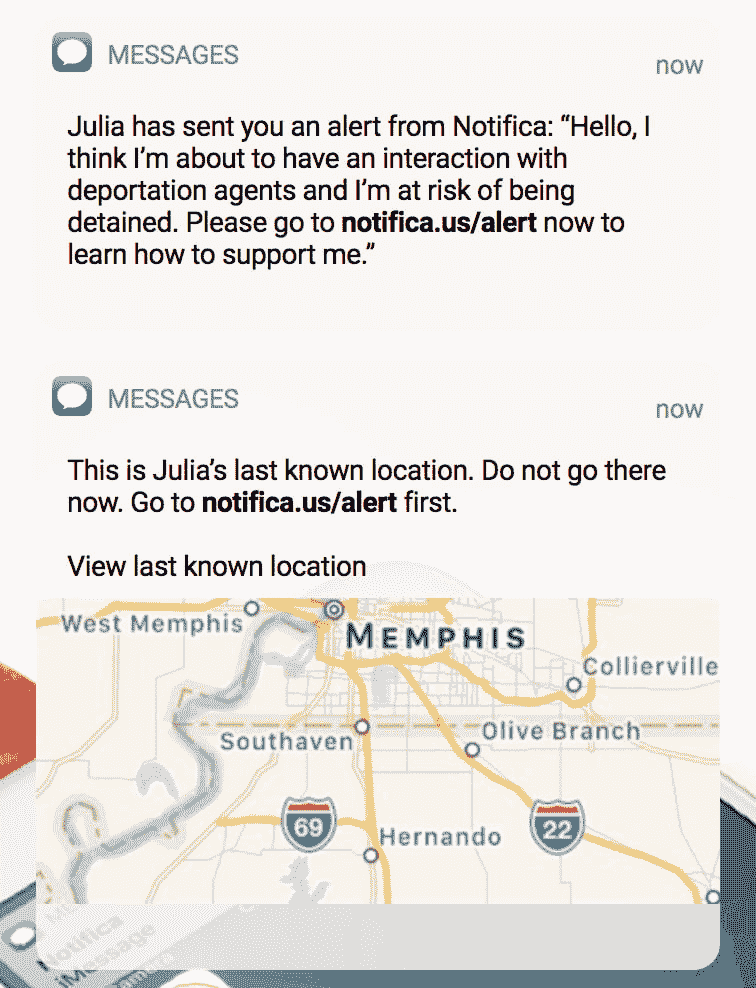 MESSAGES
now
Julia has sent you an alert from Notifica: “Hello, I
think I’m about to have an interaction with
deportation agents and I’m at risk of being
detained. Please go to notifica.us/alert now to
learn how to support me.”
MESSAGES
now
This is Julia’s last known location. Do not go there
now. Go to notifica.us/alert first.
View last known location
West Memphis
MEMPHIS
Collierville
Southaven
Olive Branch
69
22
Hernando
Notifica
iMessage